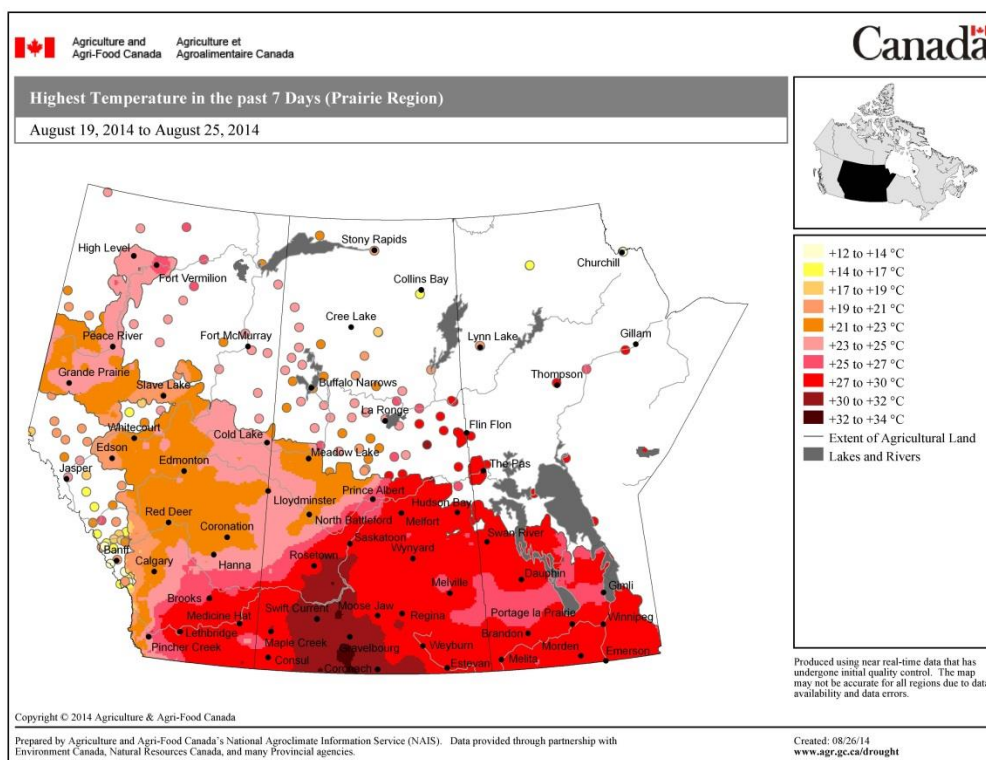 Agriculture and
Agri-Food Canada
Agriculture et
Agroalimentaire Canada
Canada
Highest Temperature in the past 7 Days (Prairie Region)
August 19, 2014 to August 25, 2014
High Level
Fort Vermilion
Stony Rapids
Churchill
Collins Bay
Peace River
Fort McMurray
Cree Lake
Lynn Lake
Gillam
Grande Prairie
Slave Lake
Buffalo Narrows
Thompson
La Ronge
Whitecourt
Cold Lake
Flin Flon
Edson
Meadow Lake
Jasper
Edmonton
The Pas
Lloydminster
Prince Albert
Hudson Bay
Red Deer
North Battleford
Melfort
Coronation
Saskatoon
Swan River
Banff
Hanna
Rosetown
Wynyard
Calgary
Dauphin
Brooks
Melville
Gimli
Medicine Hat
Swift Current
Moose Jaw
Regina
Portage la Prairie
Winnipeg
Lethbridge
Maple Creek
Brandon
Pincher Creek
Gravelbourg
Weyburn
Morden
Consul
Coronach
Estevan
Melita
Emerson
+12 to +14 °C
+14 to +17 °C
+17 to +19 °C
+19 to +21 °C
+21 to +23 °C
+23 to +25 °C
+25 to +27 °C
+27 to +30 °C
+30 to +32 °C
+32 to +34 °C
Extent of Agricultural Land
Lakes and Rivers
Produced using near real-time data that has
undergone initial quality control. The map
may not be accurate for all regions due to data
availability and data errors.
Copyright © 2014 Agriculture & Agri-Food Canada
Prepared by Agriculture and Agri-Food Canada's National Agroclimate Information Service (NAIS). Data provided through partnership with
Environment Canada, Natural Resources Canada, and many Provincial agencies.
Created: 08/26/14
www.agr.gc.ca/drought